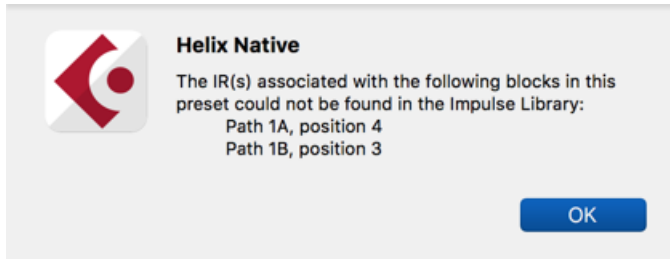 Helix Native
The IR(s) associated with the following blocks in this
preset could not be found in the Impulse Library:
Path 1A, position 4
Path 1B, position 3
OK